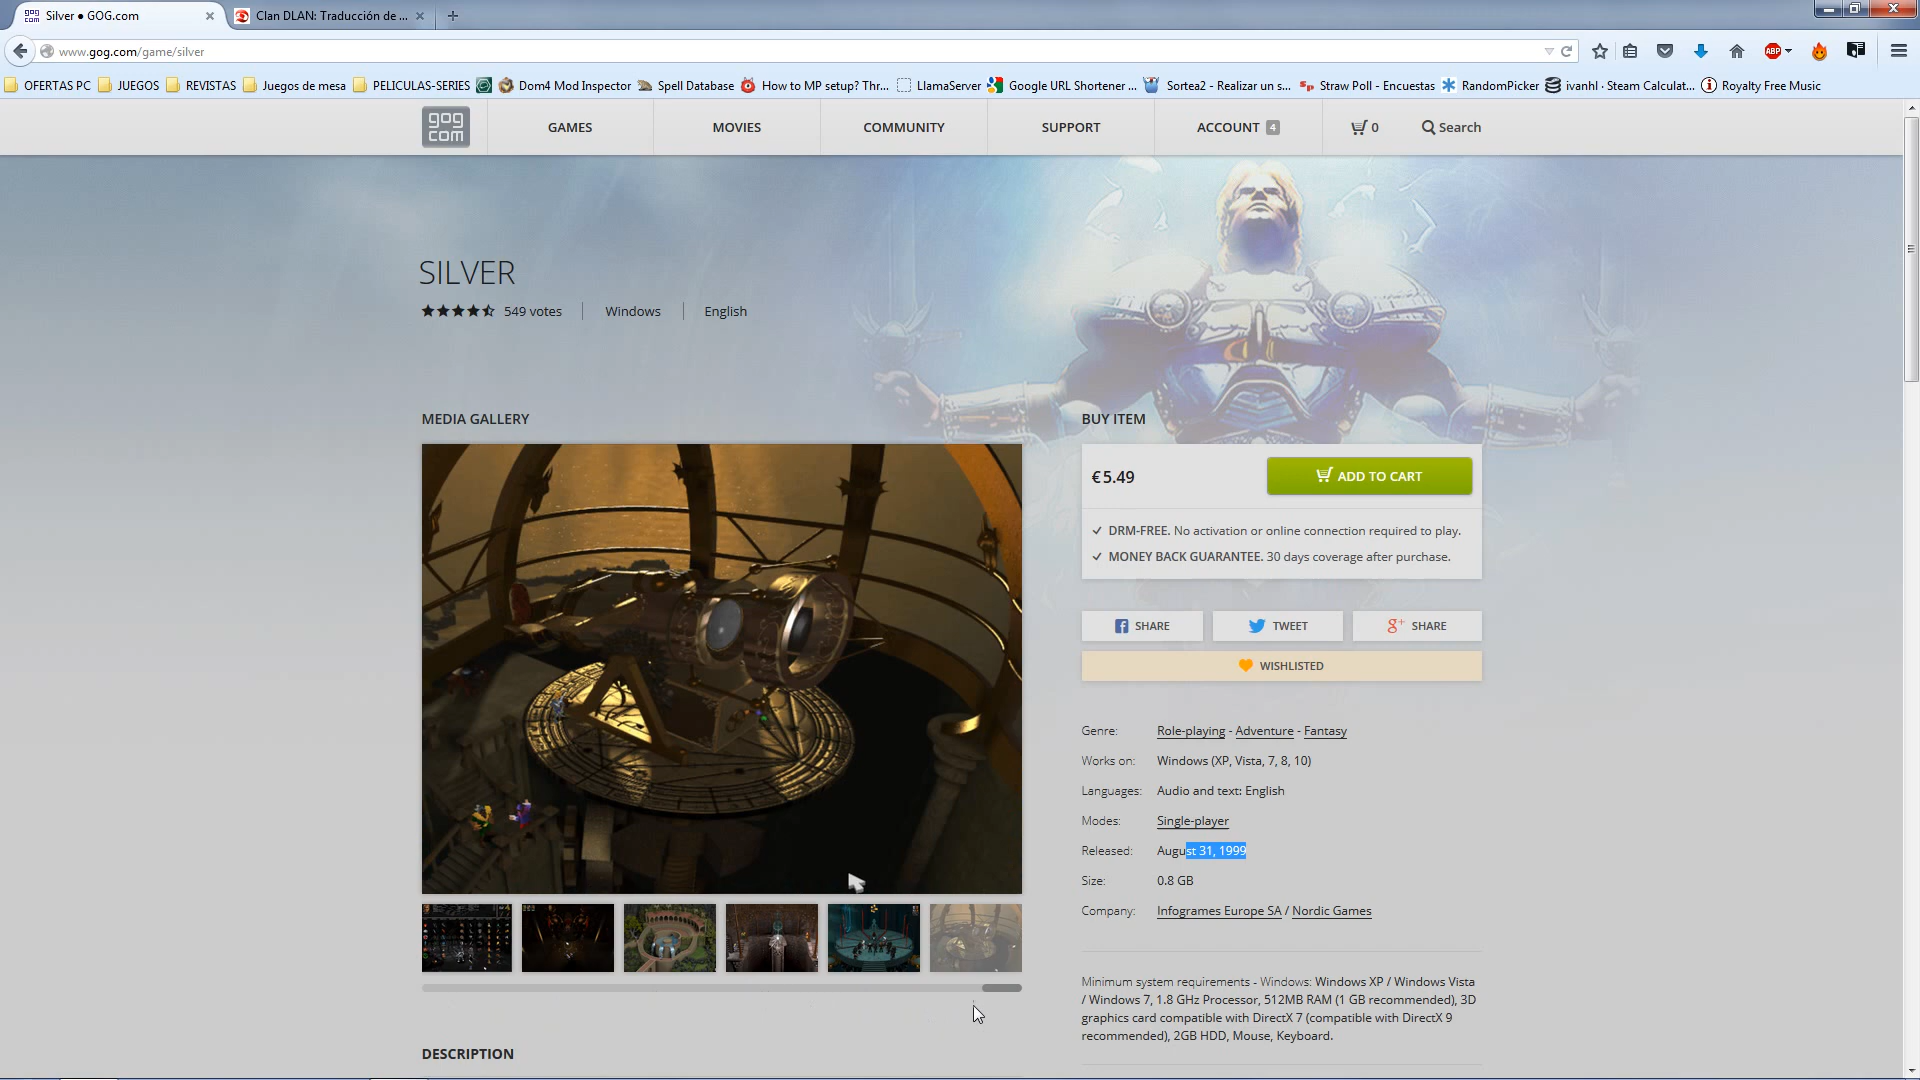 Silver ● GOG.com
Clan DLAN: Traducción de ...
www.gog.com/game/silver
ABP
OFERTAS PC
JUEGOS
REVISTAS
Juegos de mesa
PELICULAS-SERIES
Dom4 Mod Inspector
Spell Database
How to MP setup? Thr...
LlamaServer
Google URL Shortener ...
Sortea2 - Realizar un s...
Straw Poll - Encuestas
RandomPicker
ivanhl · Steam Calculat...
Royalty Free Music
gog com
GAMES
MOVIES
COMMUNITY
SUPPORT
ACCOUNT 4
0
Search
SILVER
549 votes
Windows
English
MEDIA GALLERY
BUY ITEM
€ 5.49
ADD TO CART
DRM-FREE. No activation or online connection required to play.
MONEY BACK GUARANTEE. 30 days coverage after purchase.
SHARE
TWEET
SHARE
WISHLISTED
Genre: Role-playing - Adventure - Fantasy
Works on: Windows (XP, Vista, 7, 8, 10)
Languages: Audio and text: English
Modes: Single-player
Released: August 31, 1999
Size: 0.8 GB
Company: Infogrames Europe SA / Nordic Games
Minimum system requirements - Windows: Windows XP / Windows Vista
/ Windows 7, 1.8 GHz Processor, 512MB RAM (1 GB recommended), 3D
graphics card compatible with DirectX 7 (compatible with DirectX 9
recommended), 2GB HDD, Mouse, Keyboard.
DESCRIPTION